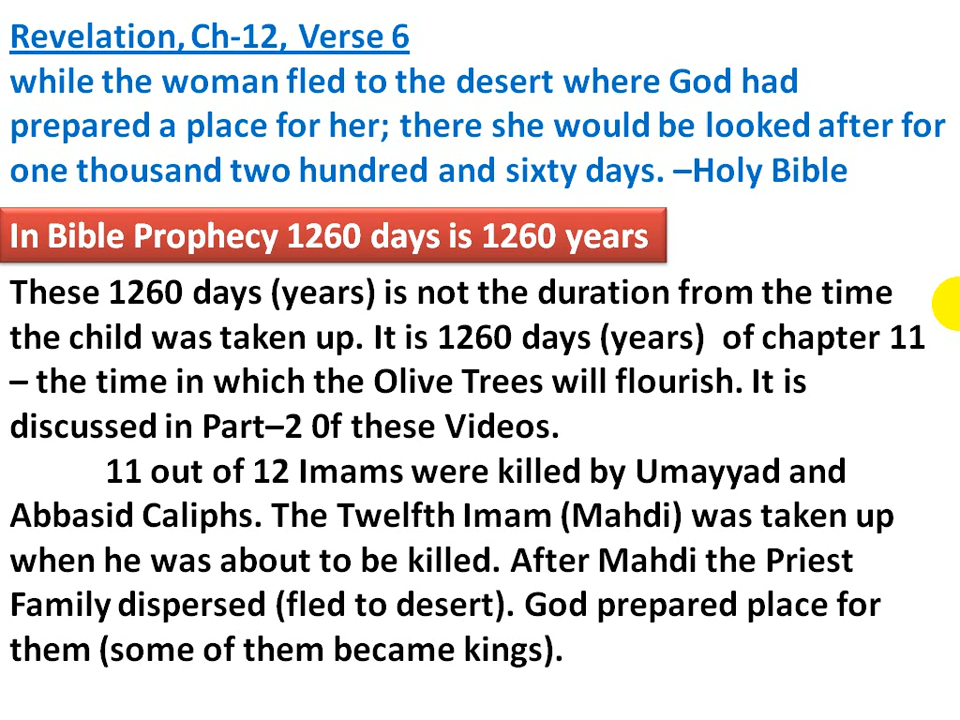 Revelation, Ch-12, Verse 6
while the woman fled to the desert where God had
prepared a place for her; there she would be looked after for
one thousand two hundred and sixty days. –Holy Bible
In Bible Prophecy 1260 days is 1260 years
These 1260 days (years) is not the duration from the time
the child was taken up. It is 1260 days (years) of chapter 11
– the time in which the Olive Trees will flourish. It is
discussed in Part–2 0f these Videos.
11 out of 12 Imams were killed by Umayyad and
Abbasid Caliphs. The Twelfth Imam (Mahdi) was taken up
when he was about to be killed. After Mahdi the Priest
Family dispersed (fled to desert). God prepared place for
them (some of them became kings).